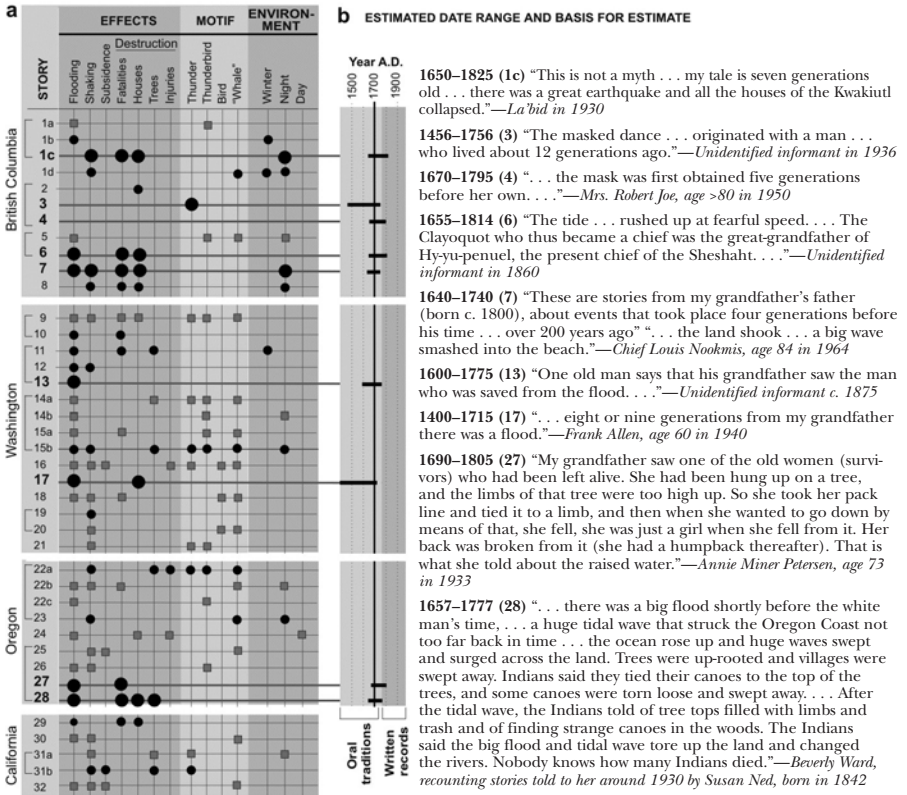 a
EFFECTS
MOTIF
ENVIRON-
MENT
Destruction
STORY
Flooding
Shaking
Subsidence
Fatalities
Houses
Trees
Injuries
Thunder
Thunderbird
Bird
"Whale"
Winter
Night
Day
British Columbia
1a
1b
1c
1d
2
3
4
5
6
7
8
Washington
9
10
11
12
13
14a
14b
15a
15b
16
17
18
19
20
21
Oregon
22a
22b
22c
23
24
25
26
27
28
California
29
30
31a
31b
32
b ESTIMATED DATE RANGE AND BASIS FOR ESTIMATE
Year A.D.
1500
1700
1900
Oral
traditions
Written
records
1650–1825 (1c) “This is not a myth . . . my tale is seven generations
old . . . there was a great earthquake and all the houses of the Kwakiutl
collapsed.”—La’bid in 1930
1456–1756 (3) “The masked dance . . . originated with a man . . .
who lived about 12 generations ago.”—Unidentified informant in 1936
1670–1795 (4) “. . . the mask was first obtained five generations
before her own. . . .”—Mrs. Robert Joe, age >80 in 1950
1655–1814 (6) “The tide . . . rushed up at fearful speed. . . . The
Clayoquot who thus became a chief was the great-grandfather of
Hy-yu-penuel, the present chief of the Sheshaht. . . .”—Unidentified
informant in 1860
1640–1740 (7) “These are stories from my grandfather’s father
(born c. 1800), about events that took place four generations before
his time . . . over 200 years ago” “. . . the land shook . . . a big wave
smashed into the beach.”—Chief Louis Nookmis, age 84 in 1964
1600–1775 (13) “One old man says that his grandfather saw the man
who was saved from the flood. . . .”—Unidentified informant c. 1875
1400–1715 (17) “. . . eight or nine generations from my grandfather
there was a flood.”—Frank Allen, age 60 in 1940
1690–1805 (27) “My grandfather saw one of the old women (survi-
vors) who had been left alive. She had been hung up on a tree,
and the limbs of that tree were too high up. So she took her pack
line and tied it to a limb, and then when she wanted to go down by
means of that, she fell, she was just a girl when she fell from it. Her
back was broken from it (she had a humpback thereafter). That is
what she told about the raised water.”—Annie Miner Petersen, age 73
in 1933
1657–1777 (28) “. . . there was a big flood shortly before the white
man’s time, . . . a huge tidal wave that struck the Oregon Coast not
too far back in time . . . the ocean rose up and huge waves swept
and surged across the land. Trees were up-rooted and villages were
swept away. Indians said they tied their canoes to the top of the
trees, and some canoes were torn loose and swept away. . . . After
the tidal wave, the Indians told of tree tops filled with limbs and
trash and of finding strange canoes in the woods. The Indians
said the big flood and tidal wave tore up the land and changed
the rivers. Nobody knows how many Indians died.”—Beverly Ward,
recounting stories told to her around 1930 by Susan Ned, born in 1842